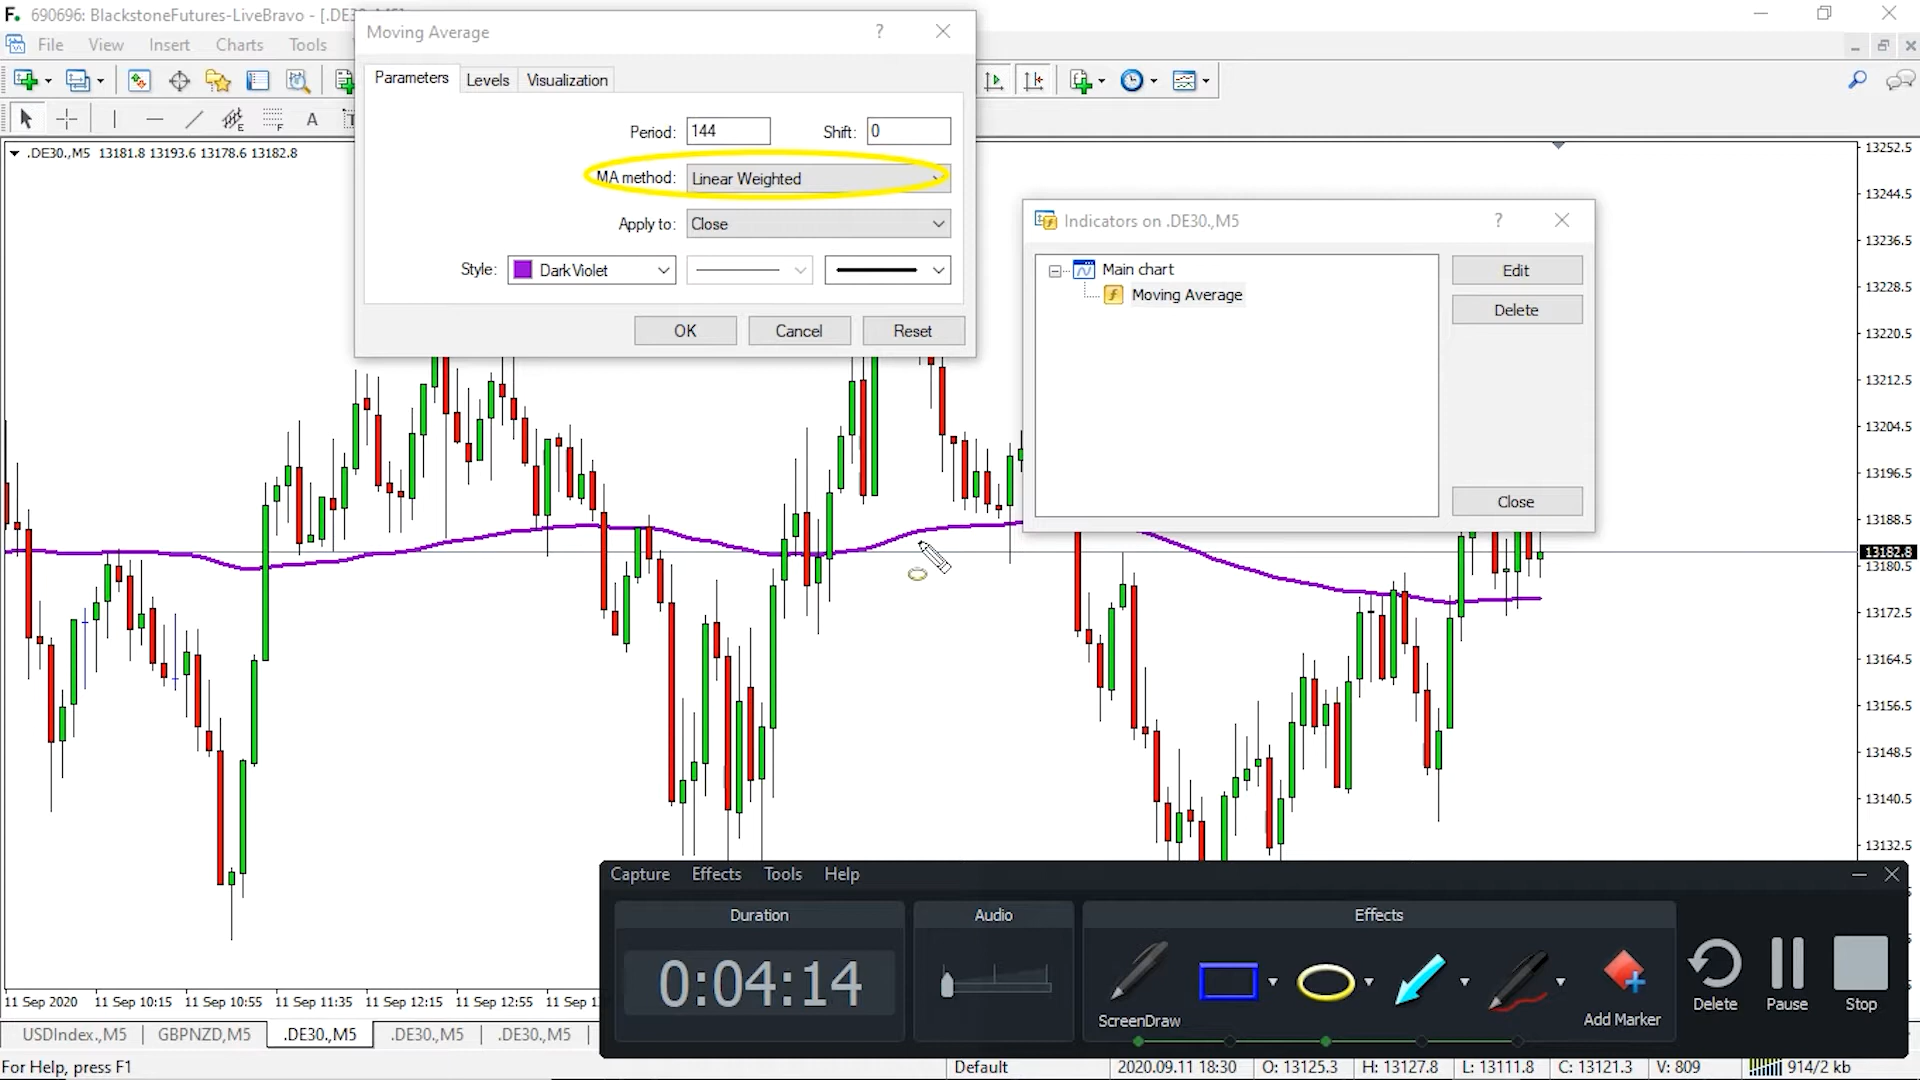 690696: BlackstoneFutures-LiveBravo - [.DE30.,M5]
File View Insert Charts Tools
.DE30.,M5 13181.8 13193.6 13178.6 13182.8
Moving Average
Parameters Levels Visualization
Period: 144 Shift: 0
MA method: Linear Weighted
Apply to: Close
Style: DarkViolet
OK Cancel Reset
Indicators on .DE30.,M5
Main chart
Moving Average
Edit
Delete
Close
13252.5
13244.5
13236.5
13228.5
13220.5
13212.5
13204.5
13196.5
13188.5
13182.8
13180.5
13172.5
13164.5
13156.5
13148.5
13140.5
13132.5
Capture Effects Tools Help
Duration
0:04:14
Audio
Effects
ScreenDraw
Add Marker
Delete Pause Stop
11 Sep 2020 11 Sep 10:15 11 Sep 10:55 11 Sep 11:35 11 Sep 12:15 11 Sep 12:55
USDIndex.,M5 GBPNZD,M5 .DE30.,M5 .DE30.,M5 .DE30.,M5
For Help, press F1
Default 2020.09.11 18:30 O: 13125.3 H: 13127.8 L: 13111.8 C: 13121.3 V: 809 914/2 kb